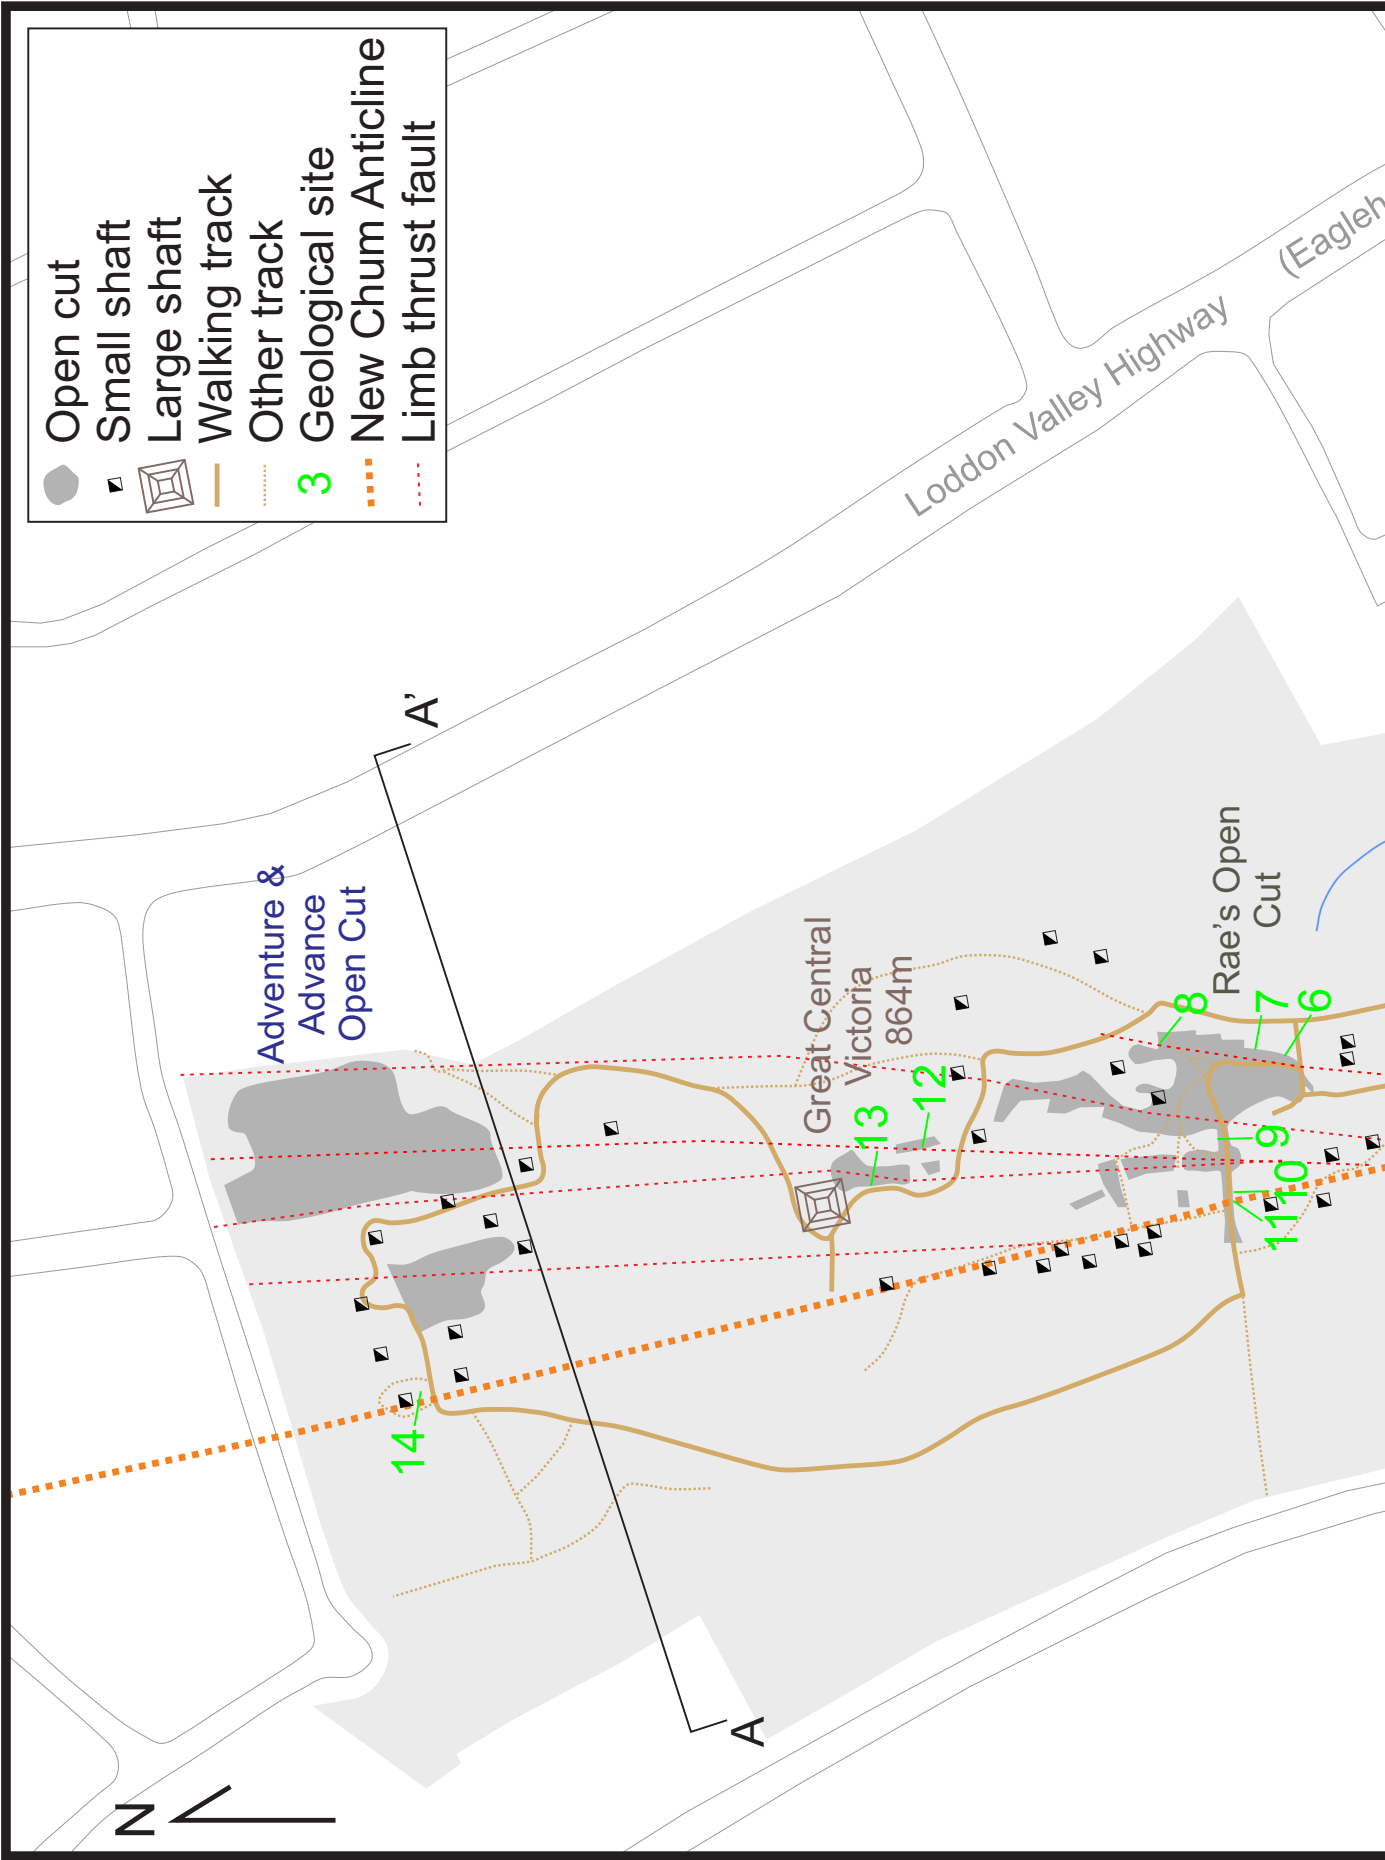 Open cut
Small shaft
Large shaft
Walking track
Other track
3 Geological site
New Chum Anticline
Limb thrust fault
N
A
A'
Adventure &
Advance
Open Cut
Loddon Valley Highway
(Eagleh
Great Central
Victoria
864m
Rae's Open
Cut
14
13
12
11
10
9
8
7
6